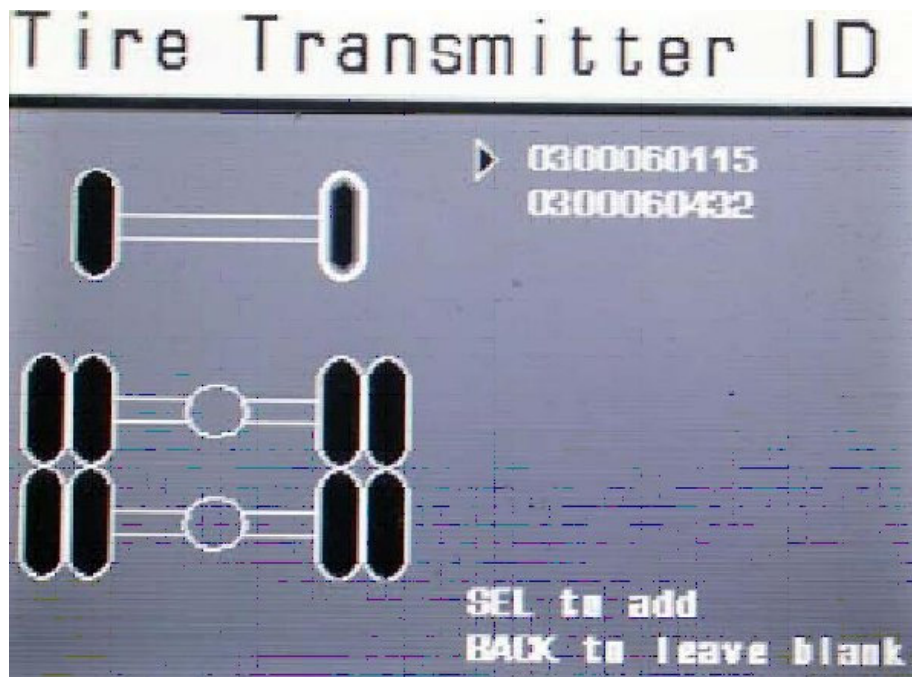 Tire Transmitter ID
0300060115
0300060432
SEL to add
BACK to leave blank